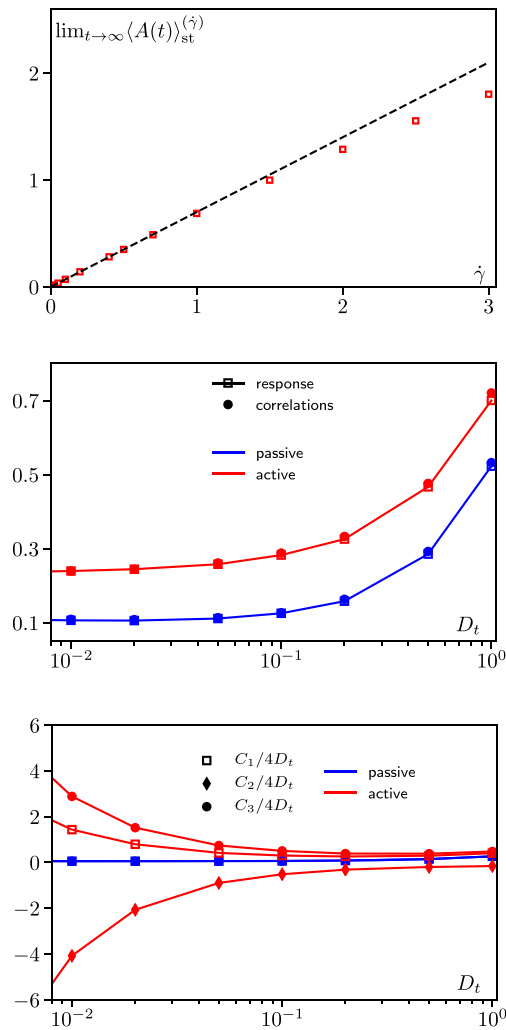 lim_{t→∞}⟨A(t)⟩_{st}^{(γ̇)}
2
1
0
γ̇
0 1 2 3
response
correlations
0.7
passive
0.5
active
0.3
0.1
D_t
10^{-2} 10^{-1} 10^{0}
6
C_1/4D_t
passive
4
C_2/4D_t
active
2
C_3/4D_t
0
−2
−4
D_t
−6
10^{-2} 10^{-1} 10^{0}